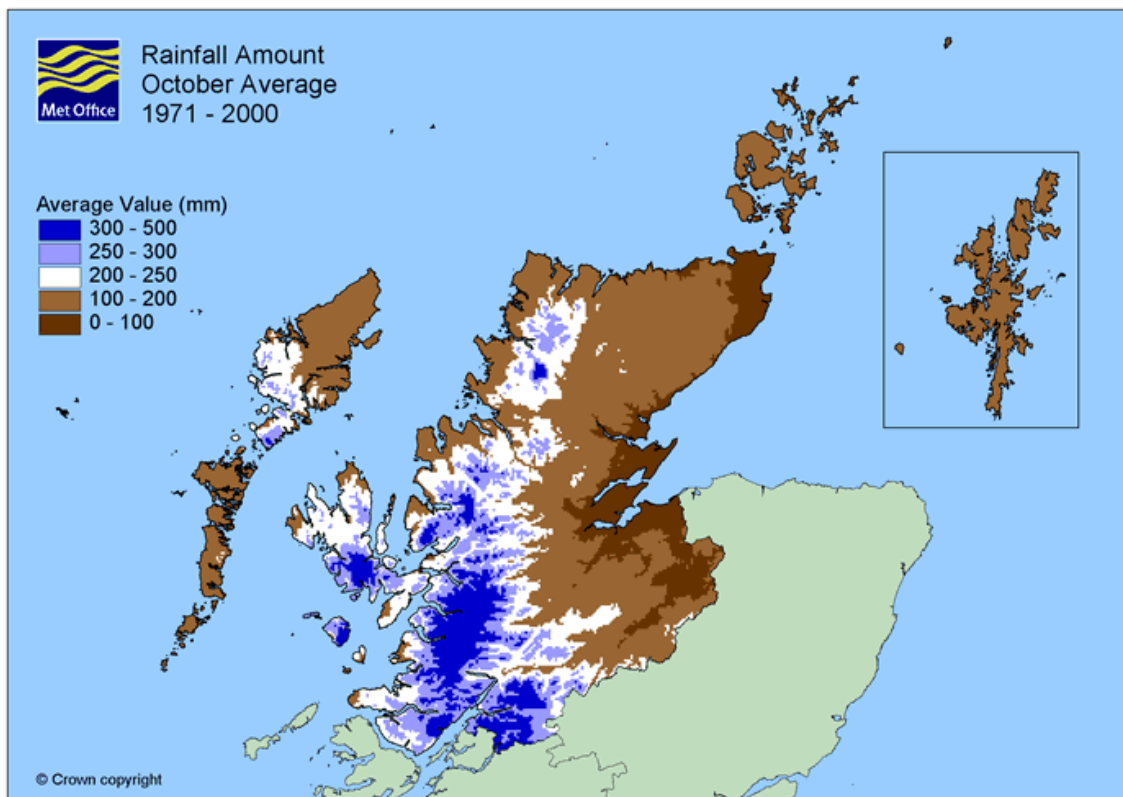 Met Office
Rainfall Amount
October Average
1971 - 2000
Average Value (mm)
300 - 500
250 - 300
200 - 250
100 - 200
0 - 100
© Crown copyright